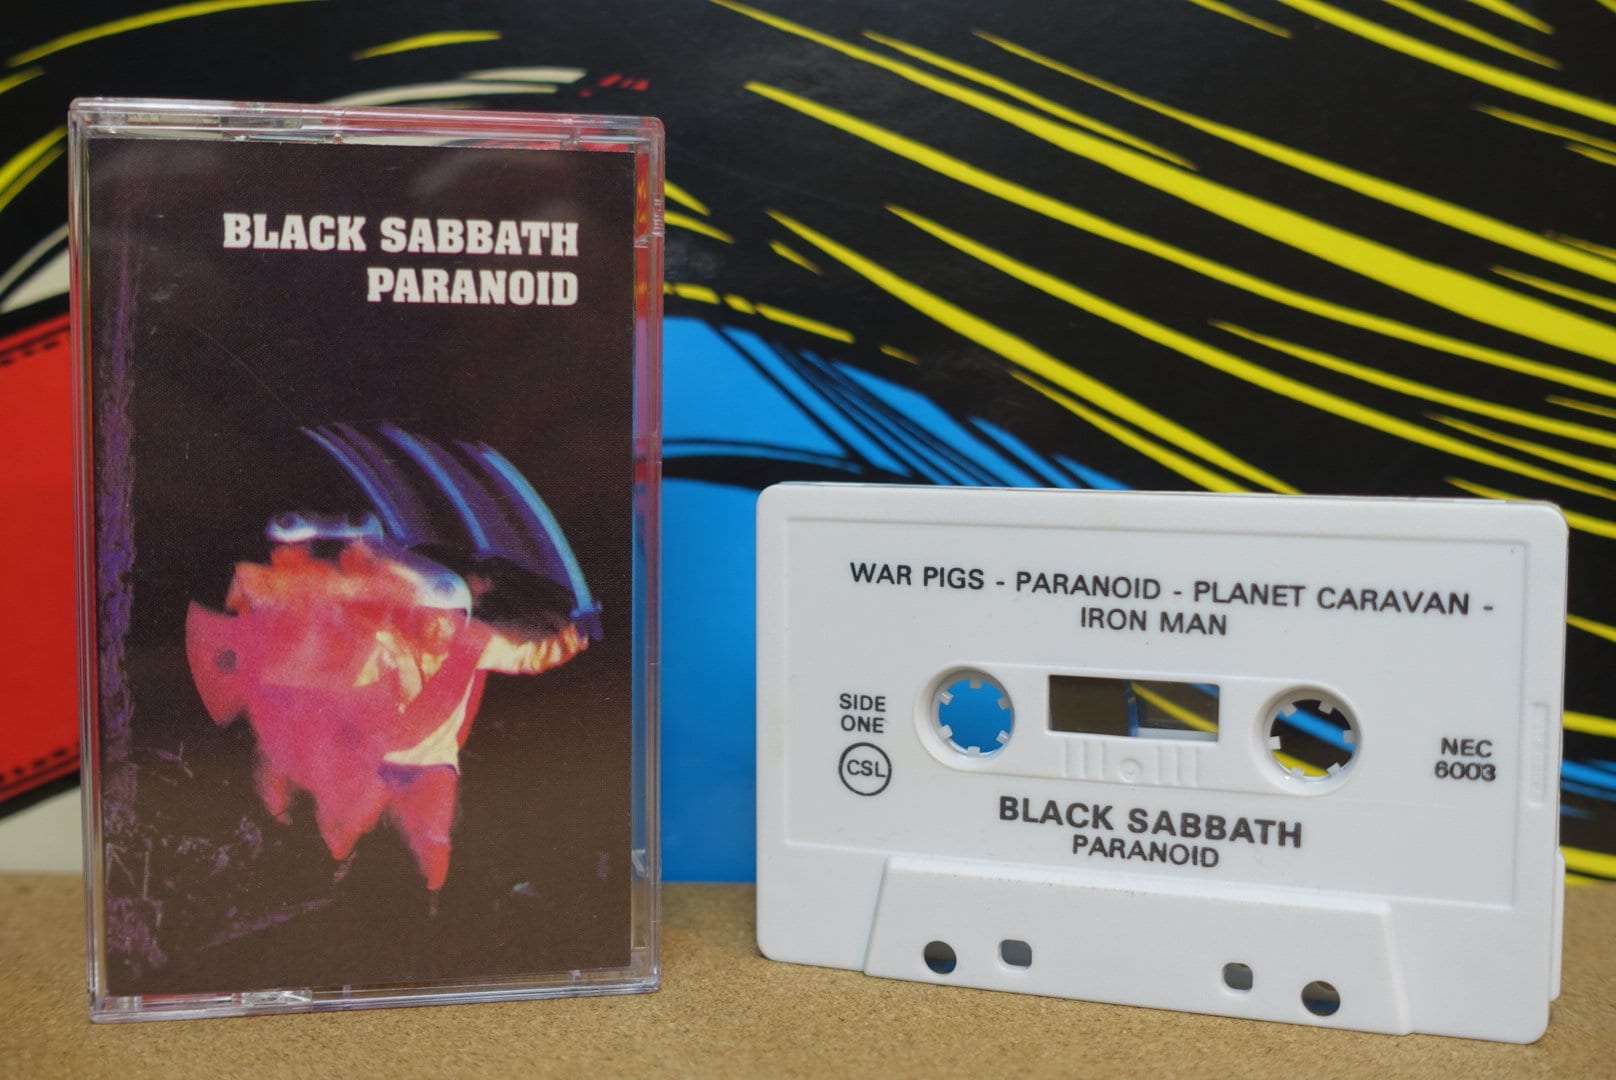 BLACK SABBATH
PARANOID
WAR PIGS - PARANOID - PLANET CARAVAN -
IRON MAN
SIDE
ONE
CSL
NEC
6003
BLACK SABBATH
PARANOID